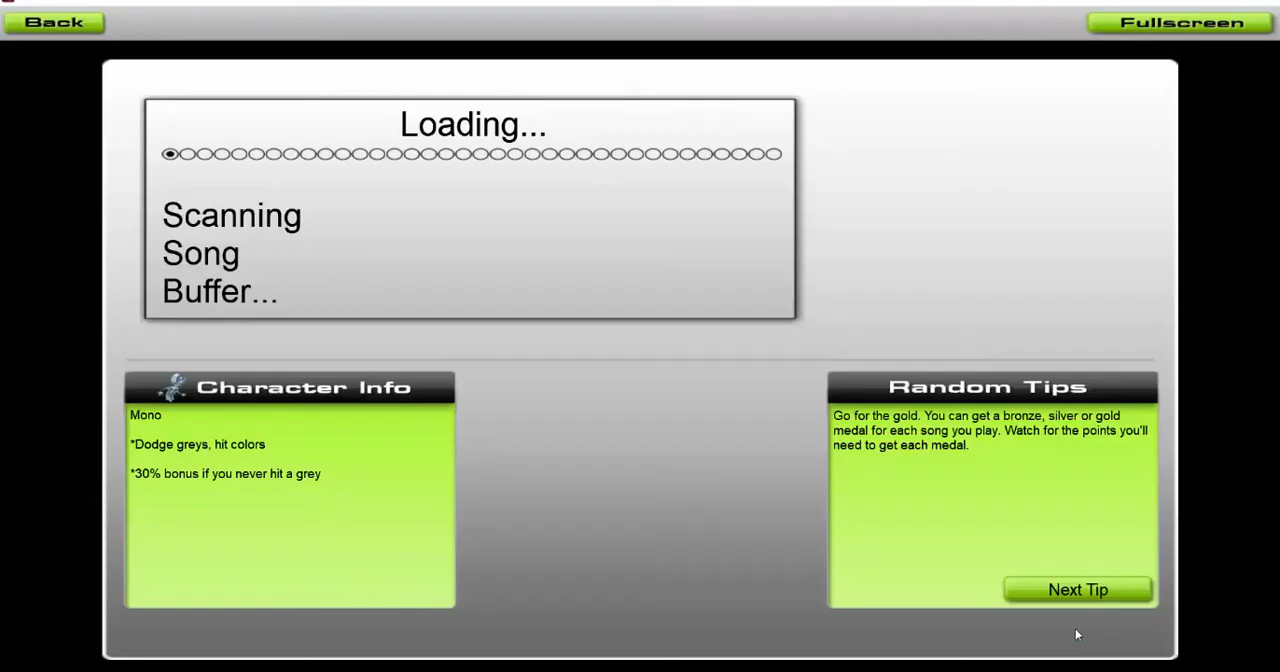 Back
Fullscreen
Loading...
Scanning
Song
Buffer...
Character Info
Mono
*Dodge greys, hit colors
*30% bonus if you never hit a grey
Random Tips
Go for the gold. You can get a bronze, silver or gold
medal for each song you play. Watch for the points you'll
need to get each medal.
Next Tip